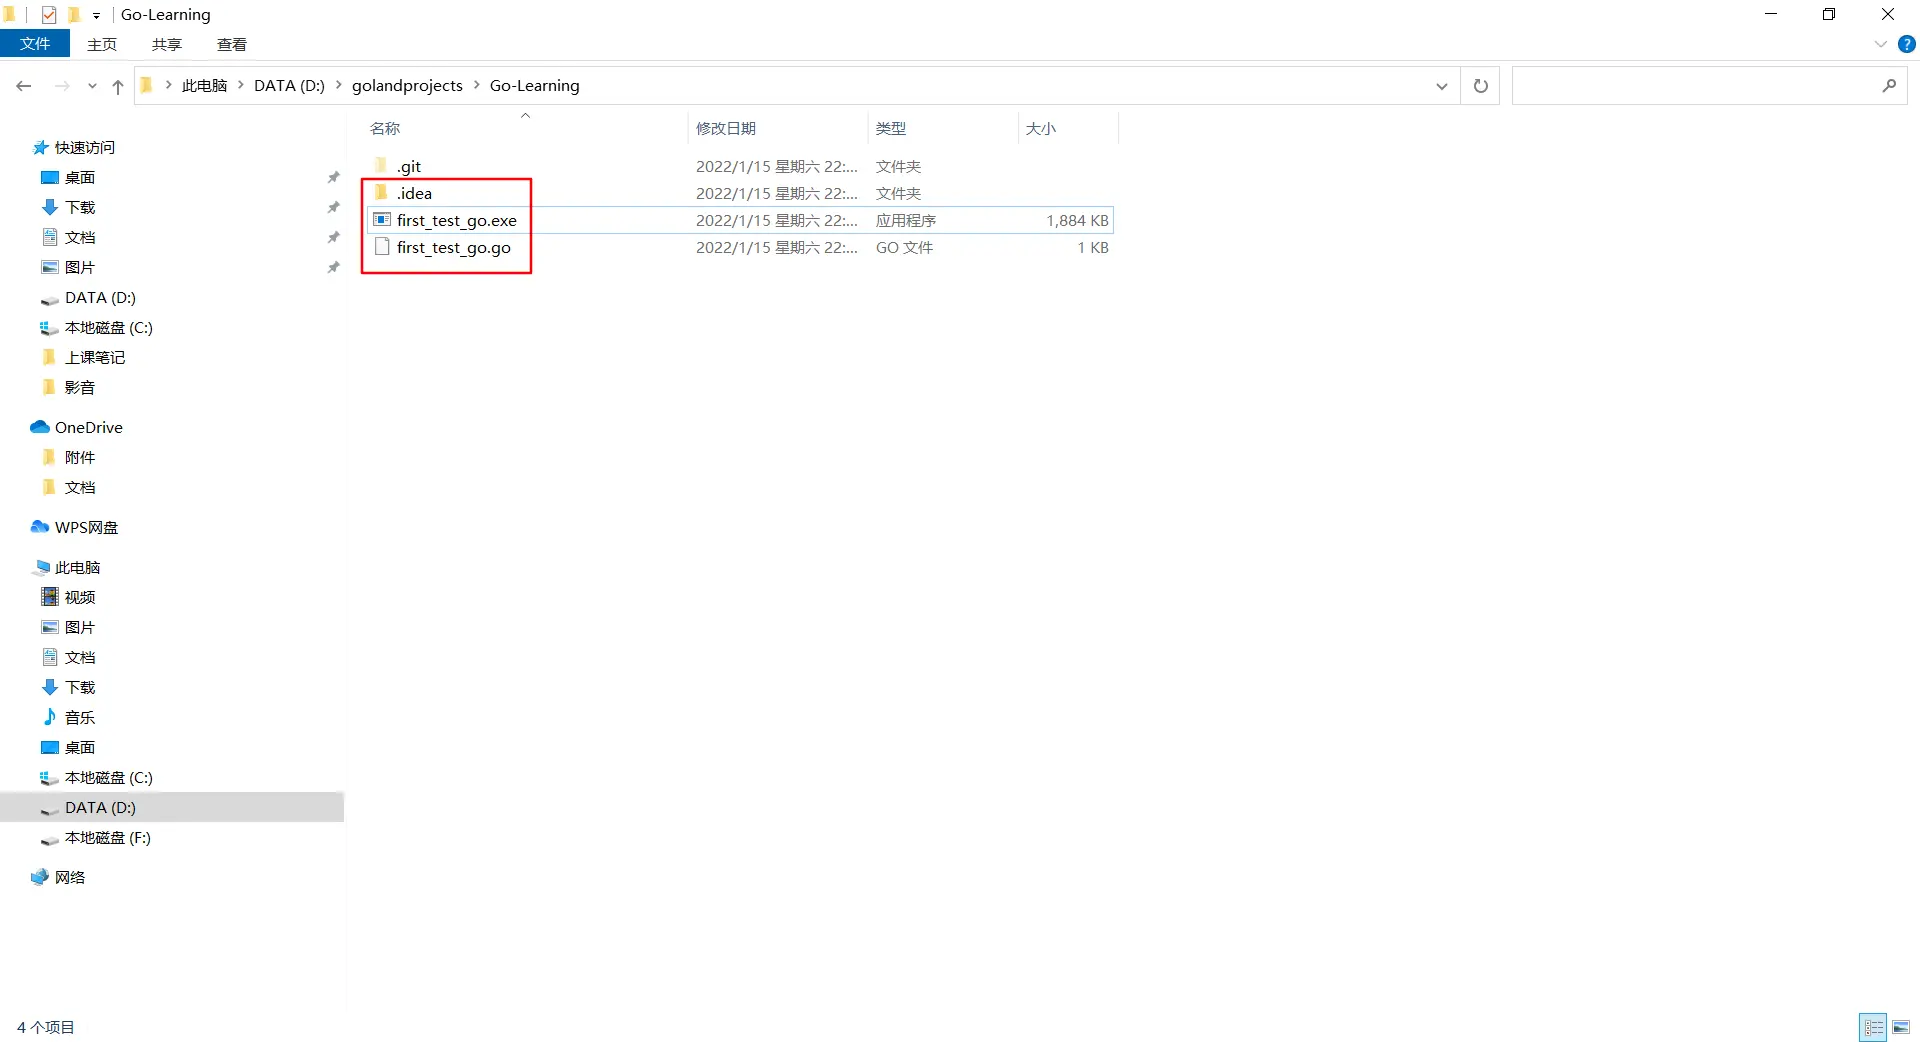 Go-Learning
文件 主页 共享 查看
此电脑 DATA (D:) golandprojects Go-Learning
名称 修改日期 类型 大小
.git 2022/1/15 星期六 22:... 文件夹
.idea 2022/1/15 星期六 22:... 文件夹
first_test_go.exe 2022/1/15 星期六 22:... 应用程序 1,884 KB
first_test_go.go 2022/1/15 星期六 22:... GO 文件 1 KB
快速访问
桌面
下载
文档
图片
DATA (D:)
本地磁盘 (C:)
上课笔记
影音
OneDrive
附件
文档
WPS网盘
此电脑
视频
图片
文档
下载
音乐
桌面
本地磁盘 (C:)
DATA (D:)
本地磁盘 (F:)
网络
4 个项目